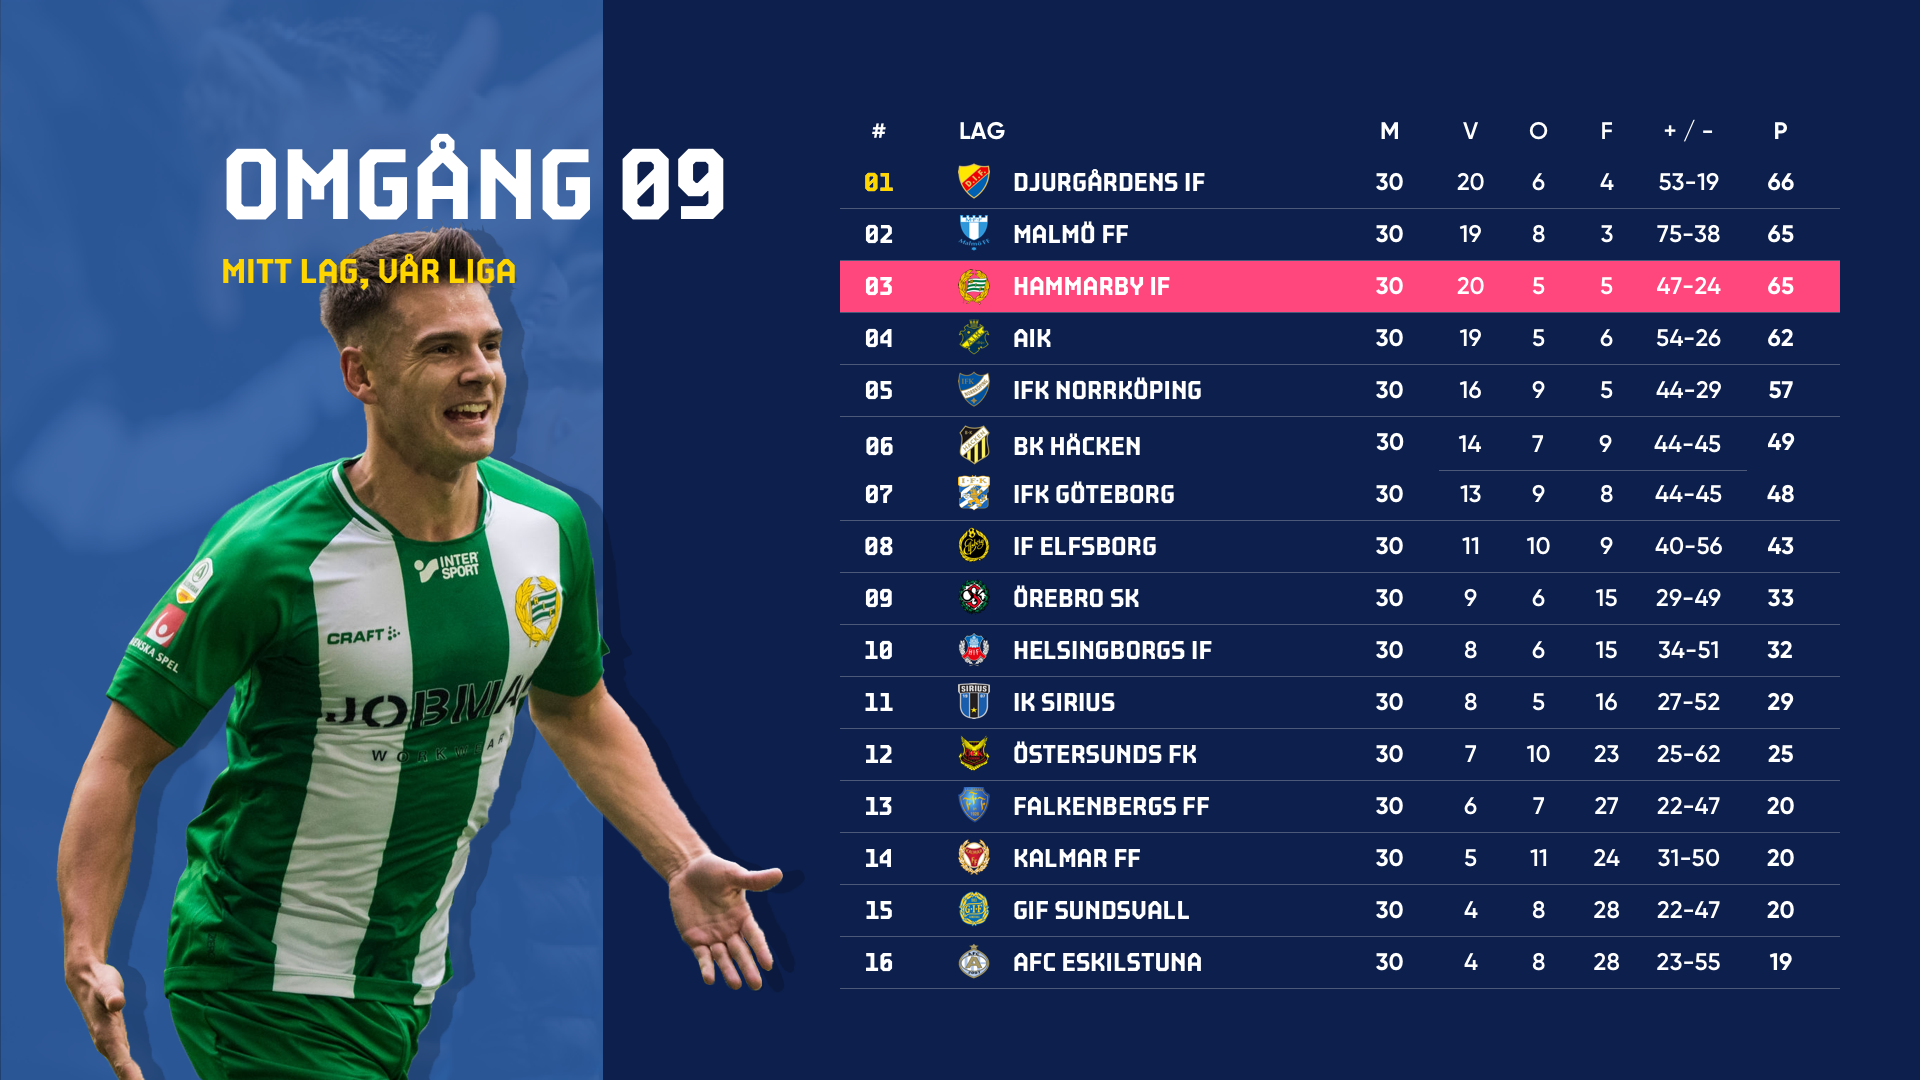 OMGÅNG 09
MITT LAG, VÅR LIGA
INTER
SPORT
CRAFT
SVENSKA SPEL
JOBMA
WORKWEAR
# LAG M V O F + / - P
01 DJURGÅRDENS IF 30 20 6 4 53-19 66
02 MALMÖ FF 30 19 8 3 75-38 65
03 HAMMARBY IF 30 20 5 5 47-24 65
04 AIK 30 19 5 6 54-26 62
05 IFK NORRKÖPING 30 16 9 5 44-29 57
06 BK HÄCKEN 30 14 7 9 44-45 49
07 IFK GÖTEBORG 30 13 9 8 44-45 48
08 IF ELFSBORG 30 11 10 9 40-56 43
09 ÖREBRO SK 30 9 6 15 29-49 33
10 HELSINGBORGS IF 30 8 6 15 34-51 32
11 IK SIRIUS 30 8 5 16 27-52 29
12 ÖSTERSUNDS FK 30 7 10 23 25-62 25
13 FALKENBERGS FF 30 6 7 27 22-47 20
14 KALMAR FF 30 5 11 24 31-50 20
15 GIF SUNDSVALL 30 4 8 28 22-47 20
16 AFC ESKILSTUNA 30 4 8 28 23-55 19